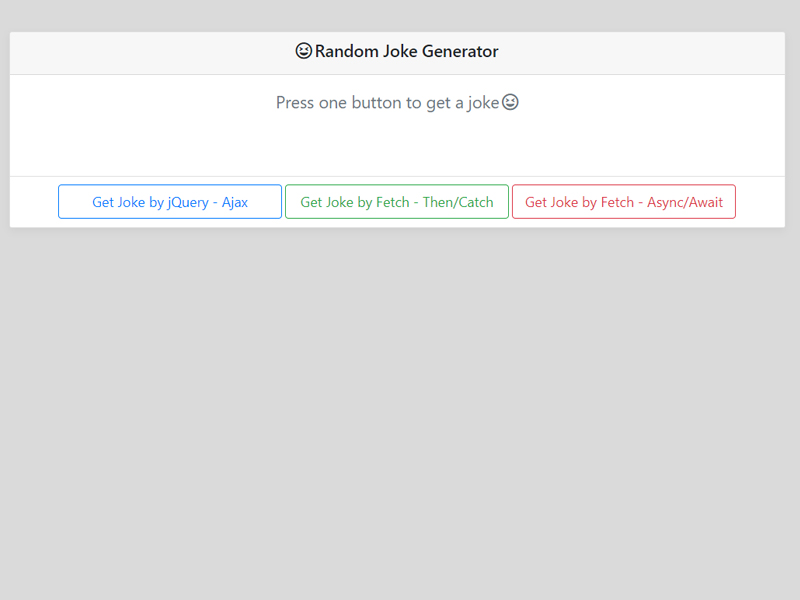 Random Joke Generator
Press one button to get a joke
Get Joke by jQuery - Ajax
Get Joke by Fetch - Then/Catch
Get Joke by Fetch - Async/Await